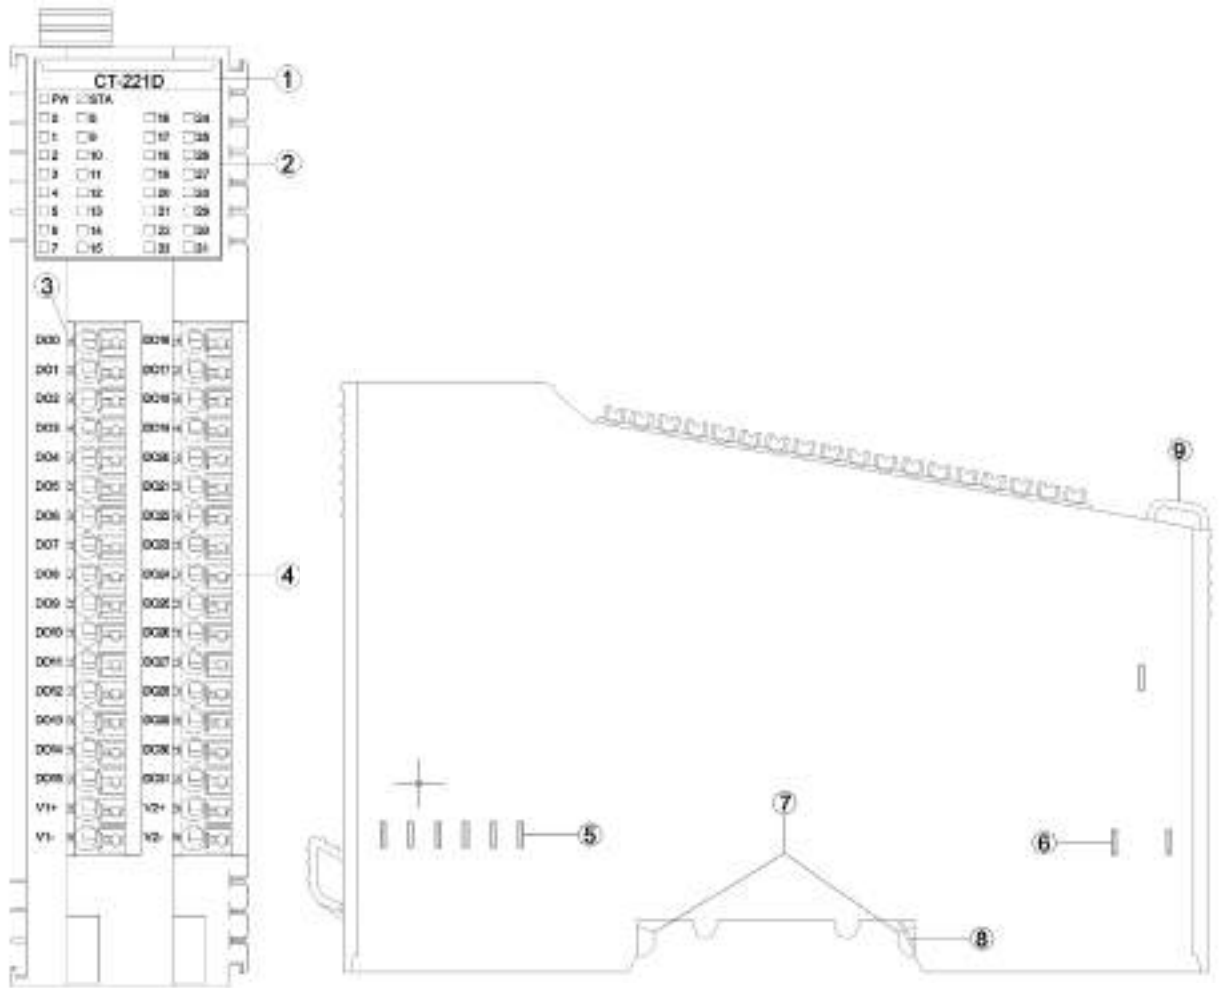 CT-221D
1
PW STA
0 8 16 24
1 9 17 25
2 10 18 26
2
3 11 19 27
4 12 20 28
5 13 21 29
6 14 22 30
7 15 23 31
3
DO0 DO16
DO1 DO17
DO2 DO18
DO3 DO19
DO4 DO20
DO5 DO21
DO6 DO22
DO7 DO23
DO8 DO24
4
DO9 DO25
DO10 DO26
DO11 DO27
DO12 DO28
DO13 DO29
DO14 DO30
DO15 DO31
V1+ V2+
V1- V2-
9
7
5
6
8